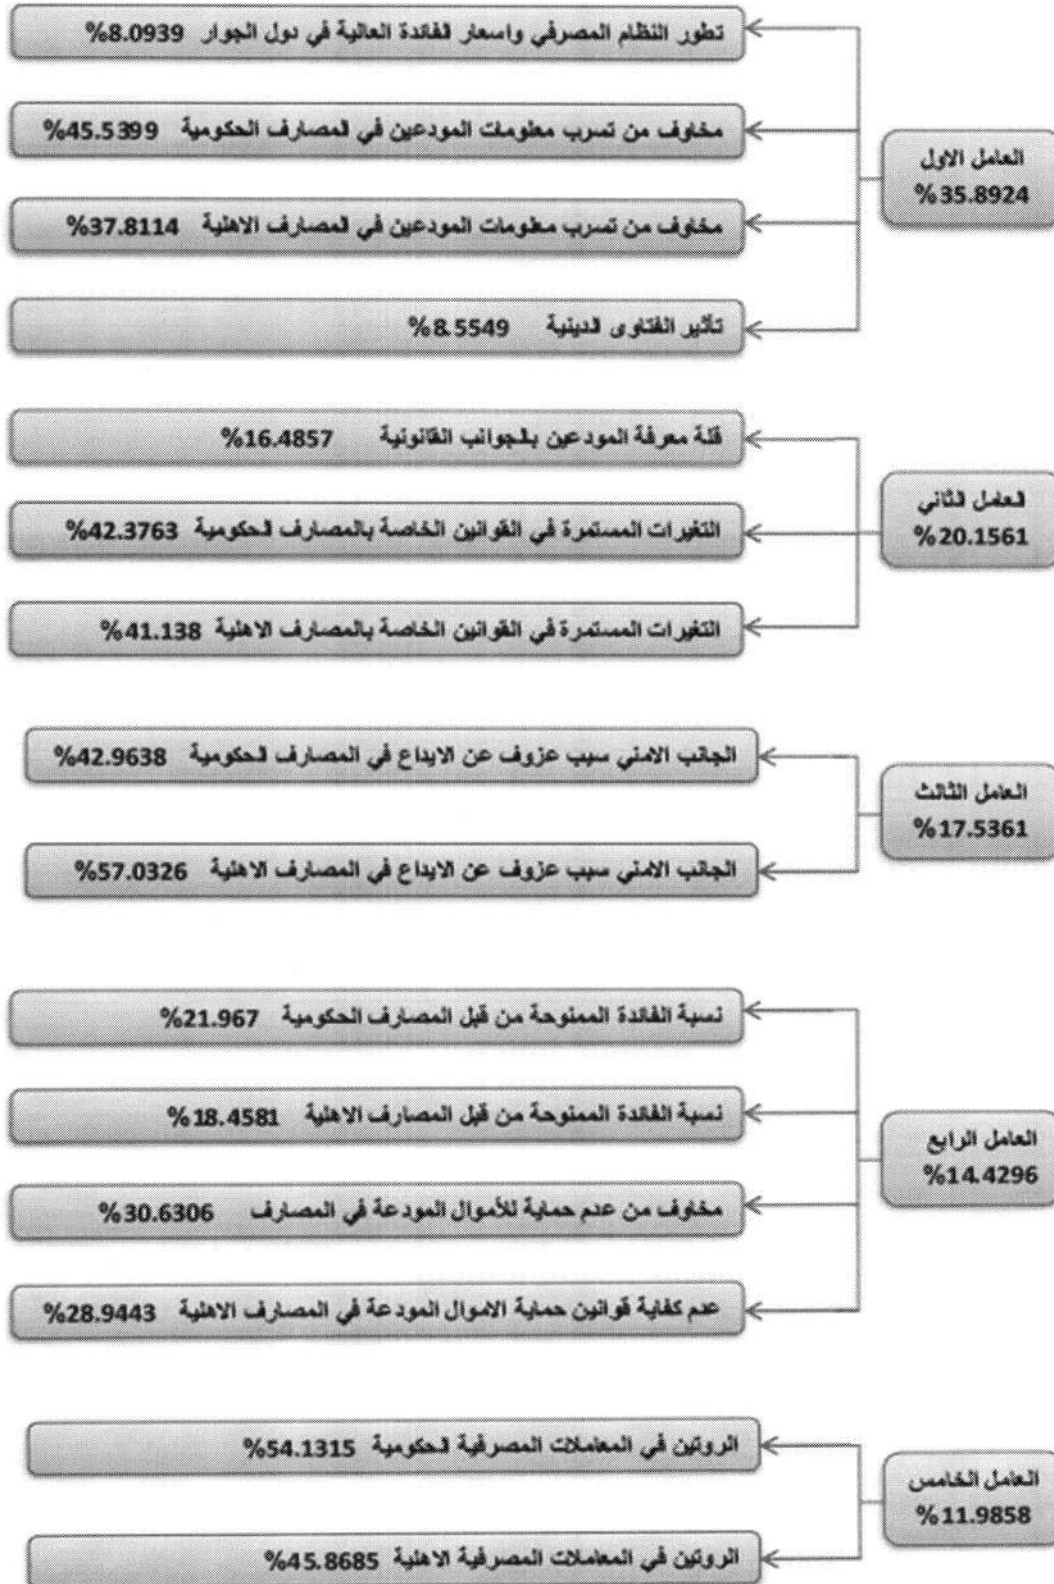 العامل الاول
%35.8924
تطور النظام المصرفي واسعار الفائدة العالية في دول الجوار %8.0939
مخاوف من تسرب معلومات المودعين في المصارف الحكومية %45.5399
مخاوف من تسرب معلومات المودعين في المصارف الاهلية %37.8114
تأثير الفتاوى الدينية %8.5549
العامل الثاني
%20.1561
قلة معرفة المودعين بالجوانب القانونية %16.4857
التغيرات المستمرة في القوانين الخاصة بالمصارف الحكومية %42.3763
التغيرات المستمرة في القوانين الخاصة بالمصارف الاهلية %41.138
العامل الثالث
%17.5361
الجانب الامني سبب عزوف عن الايداع في المصارف الحكومية %42.9638
الجانب الامني سبب عزوف عن الايداع في المصارف الاهلية %57.0326
العامل الرابع
%14.4296
نسبة الفائدة الممنوحة من قبل المصارف الحكومية %21.967
نسبة الفائدة الممنوحة من قبل المصارف الاهلية %18.4581
مخاوف من عدم حماية للأموال المودعة في المصارف %30.6306
عدم كفاية قوانين حماية الاموال المودعة في المصارف الاهلية %28.9443
العامل الخامس
%11.9858
الروتين في المعاملات المصرفية الحكومية %54.1315
الروتين في المعاملات المصرفية الاهلية %45.8685